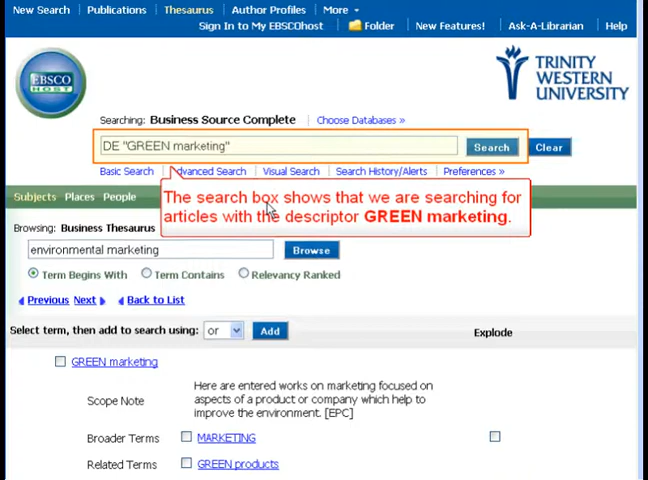 New Search Publications Thesaurus Author Profiles More
Sign In to My EBSCOhost Folder New Features! Ask-A-Librarian Help
EBSCO
HOST
TRINITY
WESTERN
UNIVERSITY
Searching: Business Source Complete Choose Databases »
DE "GREEN marketing" Search Clear
Basic Search Advanced Search Visual Search Search History/Alerts Preferences »
Subjects Places People
The search box shows that we are searching for
articles with the descriptor GREEN marketing.
Browsing: Business Thesaurus
environmental marketing Browse
Term Begins With Term Contains Relevancy Ranked
Previous Next Back to List
Select term, then add to search using: or Add Explode
GREEN marketing
Scope Note
Here are entered works on marketing focused on
aspects of a product or company which help to
improve the environment. [EPC]
Broader Terms MARKETING
Related Terms GREEN products